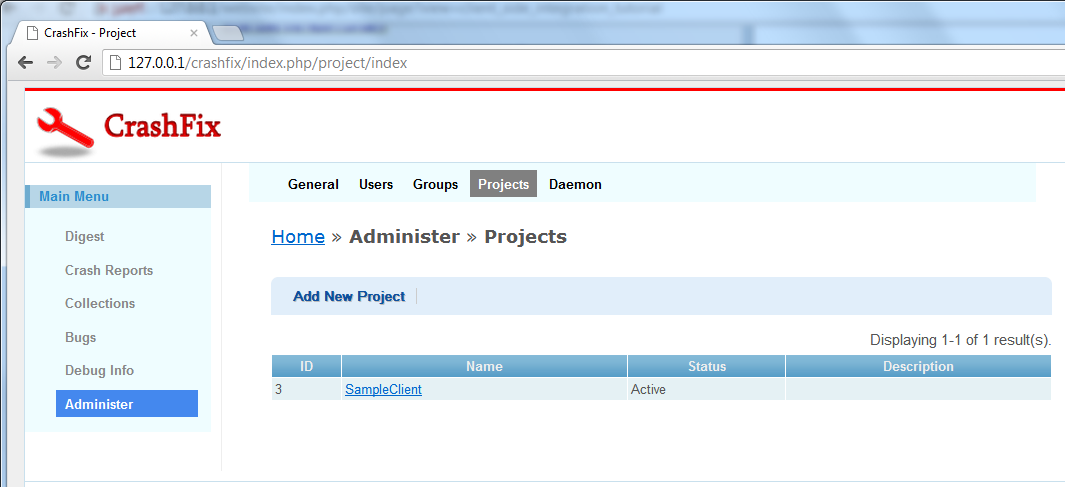 CrashFix - Project
127.0.0.1/crashfix/index.php/project/index
CrashFix
General Users Groups Projects Daemon
Main Menu
Digest
Crash Reports
Collections
Bugs
Debug Info
Administer
Home » Administer » Projects
Add New Project
Displaying 1-1 of 1 result(s).
ID Name Status Description
3 SampleClient Active